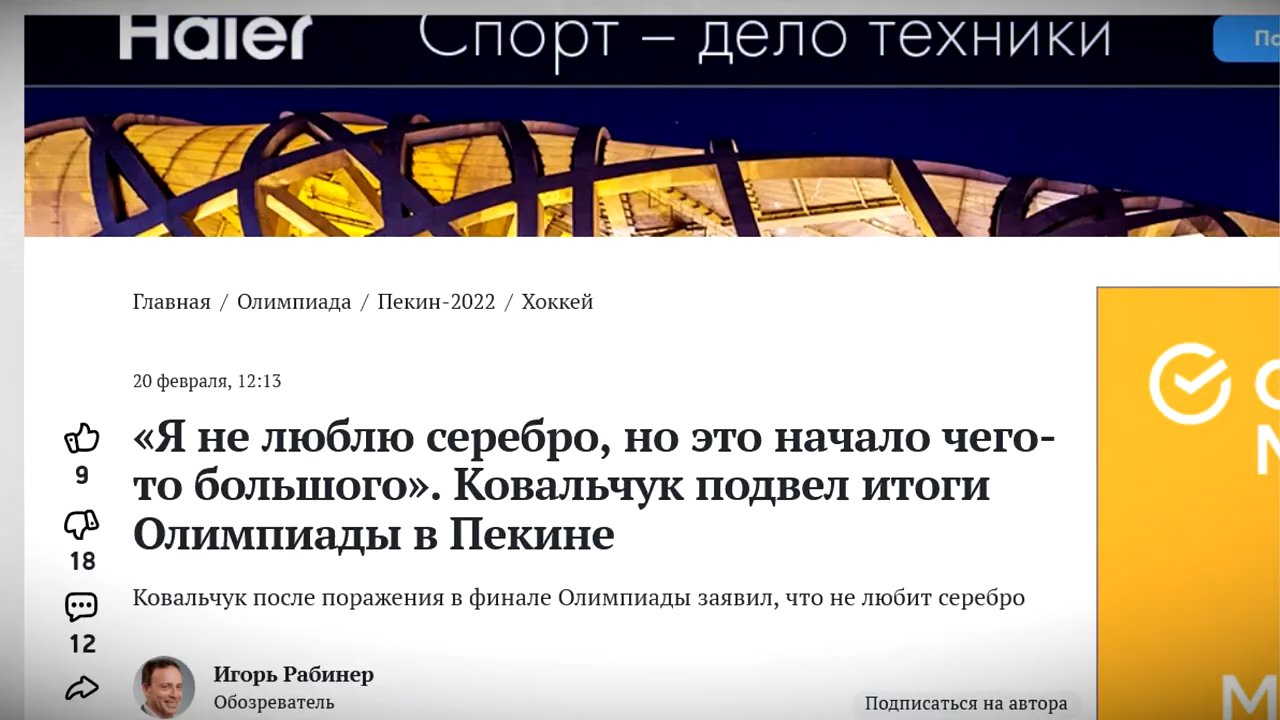 Haier
Спорт – дело техники
Главная / Олимпиада / Пекин-2022 / Хоккей
20 февраля, 12:13
«Я не люблю серебро, но это начало чего-
то большого». Ковальчук подвел итоги
Олимпиады в Пекине
9
18
12
Ковальчук после поражения в финале Олимпиады заявил, что не любит серебро
Игорь Рабинер
Обозреватель
Подписаться на автора